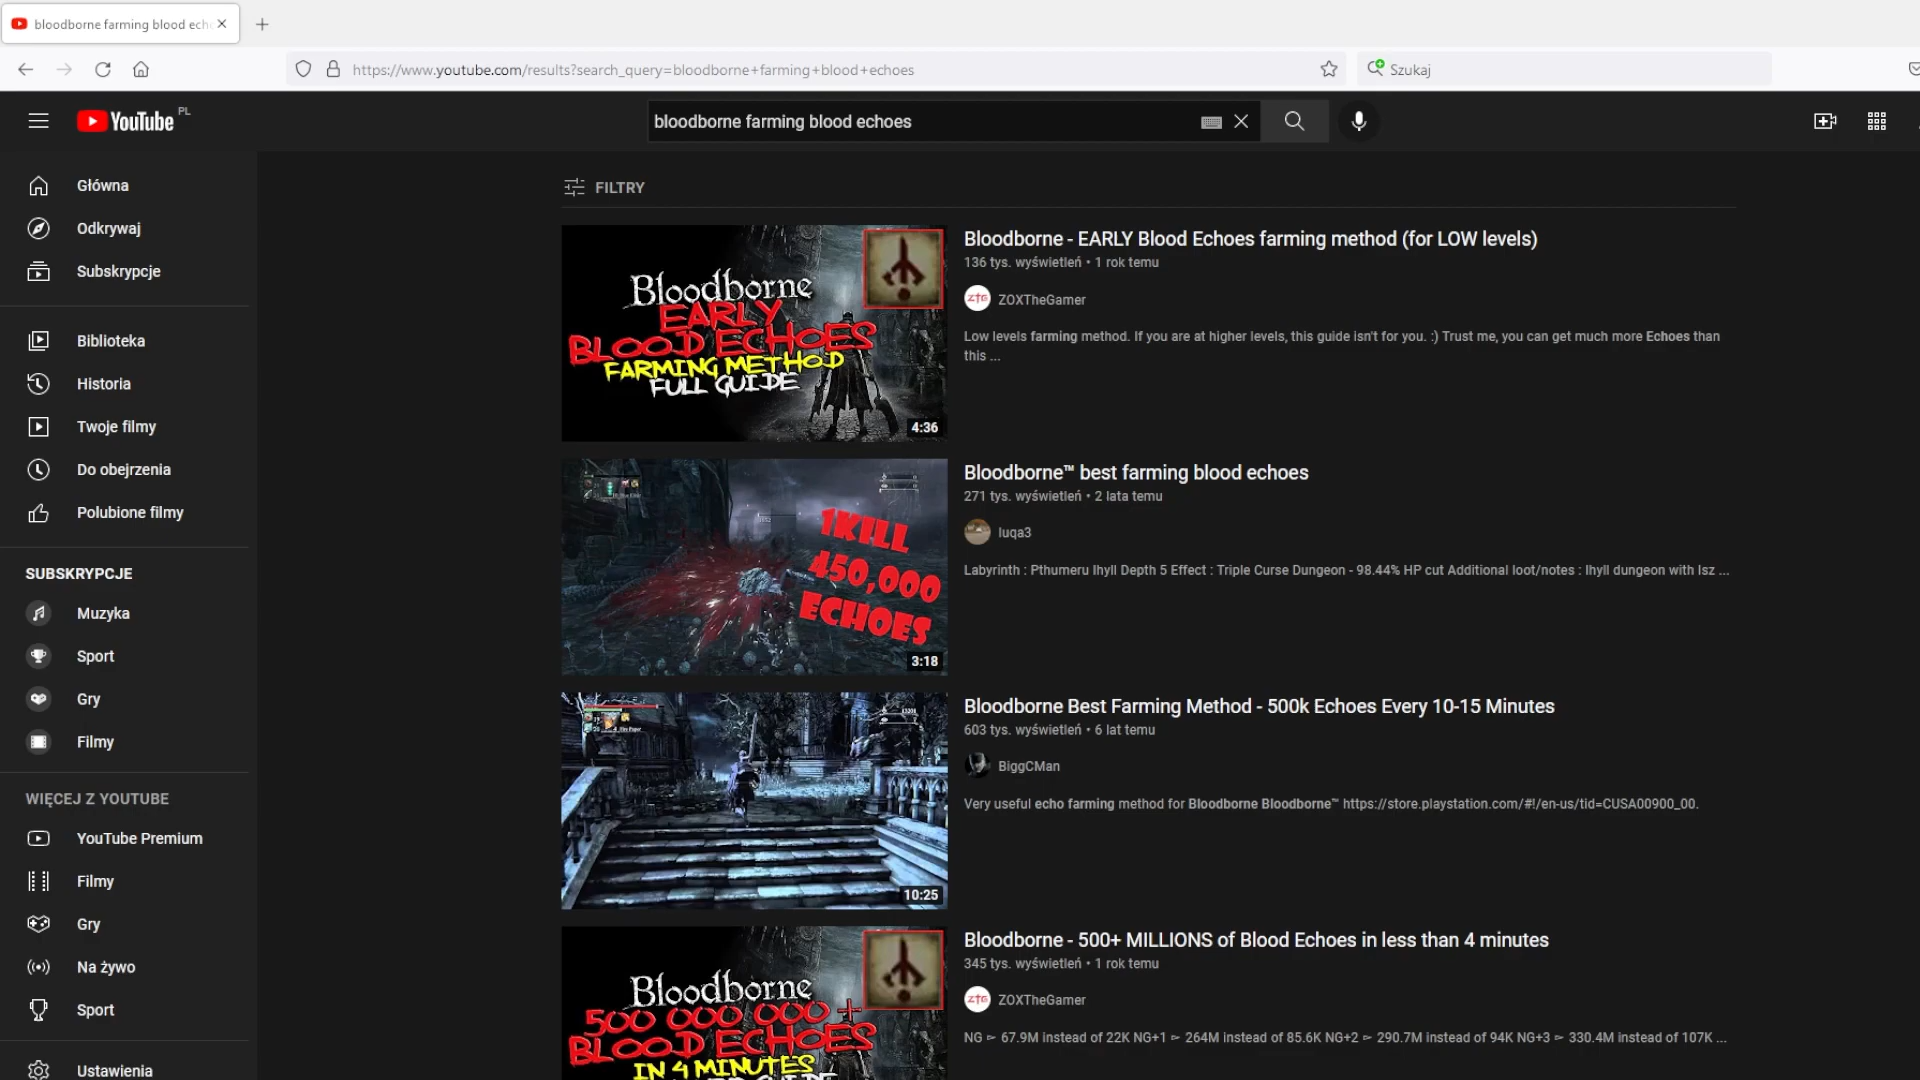 bloodborne farming blood ech
https://www.youtube.com/results?search_query=bloodborne+farming+blood+echoes
Szukaj
YouTube PL
bloodborne farming blood echoes
Główna
Odkrywaj
Subskrypcje
Biblioteka
Historia
Twoje filmy
Do obejrzenia
Polubione filmy
SUBSKRYPCJE
Muzyka
Sport
Gry
Filmy
WIĘCEJ Z YOUTUBE
YouTube Premium
Filmy
Gry
Na żywo
Sport
Ustawienia
FILTRY
Bloodborne
EARLY
BLOOD ECHOES
FARMING METHOD
FULL GUIDE
4:36
Bloodborne - EARLY Blood Echoes farming method (for LOW levels)
136 tys. wyświetleń • 1 rok temu
ZTG
ZOXTheGamer
Low levels farming method. If you are at higher levels, this guide isn't for you. :) Trust me, you can get much more Echoes than
this ...
1KILL
450,000
ECHOES
3:18
Bloodborne™ best farming blood echoes
271 tys. wyświetleń • 2 lata temu
luqa3
Labyrinth : Pthumeru Ihyll Depth 5 Effect : Triple Curse Dungeon - 98.44% HP cut Additional loot/notes : Ihyll dungeon with Isz ...
10:25
Bloodborne Best Farming Method - 500k Echoes Every 10-15 Minutes
603 tys. wyświetleń • 6 lat temu
BiggCMan
Very useful echo farming method for Bloodborne Bloodborne™ https://store.playstation.com/#!/en-us/tid=CUSA00900_00.
Bloodborne
500 000 000 +
BLOOD ECHOES
IN 4 MINUTES
Bloodborne - 500+ MILLIONS of Blood Echoes in less than 4 minutes
345 tys. wyświetleń • 1 rok temu
ZTG
ZOXTheGamer
NG ➣ 67.9M instead of 22K NG+1 ➣ 264M instead of 85.6K NG+2 ➣ 290.7M instead of 94K NG+3 ➣ 330.4M instead of 107K ...